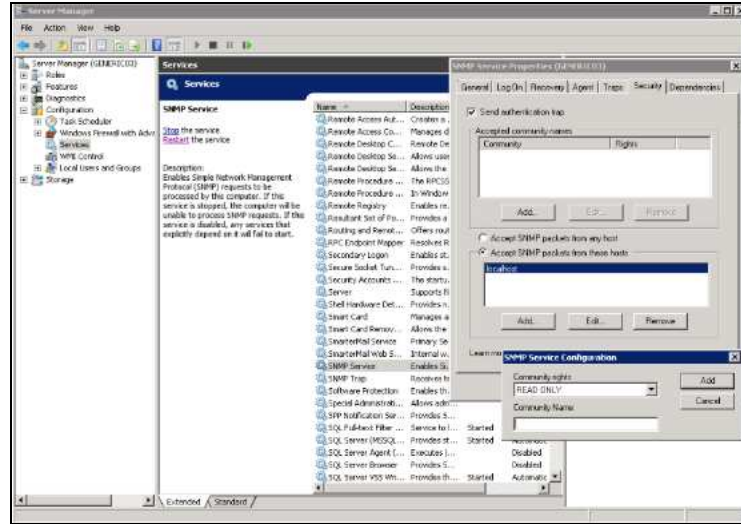 Server Manager
File Action View Help
Server Manager (GENERIC03)
Roles
Features
Diagnostics
Configuration
Task Scheduler
Windows Firewall with Adva
Services
WMI Control
Local Users and Groups
Storage
Services
Services
SNMP Service
Stop the service
Restart the service
Description:
Enables Simple Network Management
Protocol (SNMP) requests to be
processed by the computer. If this
service is stopped, the computer will be
unable to process SNMP requests. If this
service is disabled, any services that
explicitly depend on it will fail to start.
Name Description
Remote Access Aut... Creates a
Remote Access Co... Manages d
Remote Desktop C... Remote De
Remote Desktop Se... Allows user
Remote Desktop Se... Allows the
Remote Procedure ... The RPCSS
Remote Procedure ... In Window
Remote Registry Enables re.
Resultant Set of Po... Provides a
Routing and Remot... Offers rout
RPC Endpoint Mapper Resolves R
Secondary Logon Enables st.
Secure Socket Tun... Provides s.
Security Accounts ... The startu.
Server Supports fi
Shell Hardware Det... Provides n.
Smart Card Manages a
Smart Card Remov... Allows the
SmarterMail Service Primary Se
SmarterMail Web S... Internal w.
SNMP Service Enables Si.
SNMP Trap Receives tr
Software Protection Enables th.
Special Administrati... Allows adm.
SPP Notification Ser... Provides S...
SQL Full-text Filter ... Service to l... Started
SQL Server (MSSQ... Provides st... Started
SQL Server Agent (... Executes j... Disabled
SQL Server Browser Provides S... Disabled
SQL Server VSS Wri... Provides th... Started Automatic
Extended Standard
SNMP Service Properties (GENERIC03)
General Log On Recovery Agent Traps Security Dependencies
Send authentication trap
Accepted community names
Community Rights
Add... Edit... Remove
Accept SNMP packets from any host
Accept SNMP packets from these hosts
localhost
Add... Edit... Remove
Learn mo
SNMP Service Configuration
Community rights:
READ ONLY
Community Name:
Add
Cancel